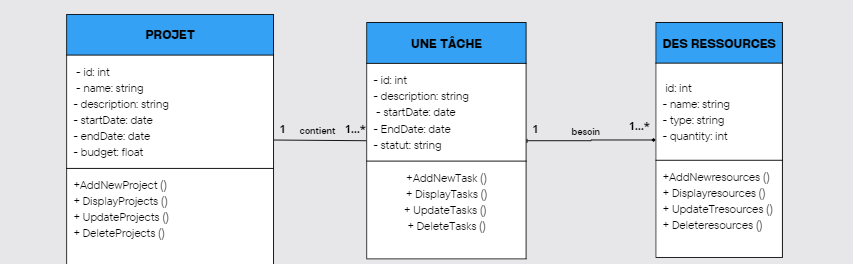 PROJET
- id: int
- name: string
- description: string
- startDate: date
- endDate: date
- budget: float
+AddNewProject ()
+ DisplayProjects ()
+ UpdateProjects ()
+ DeleteProjects ()
1 contient 1...*
UNE TÂCHE
- id: int
- description: string
- startDate: date
- EndDate: date
- statut: string
+AddNewTask ()
+ DisplayTasks ()
+ UpdateTasks ()
+ DeleteTasks ()
1 besoin 1...*
DES RESSOURCES
id: int
- name: string
- type: string
- quantity: int
+AddNewresources ()
+ Displayresources ()
+ UpdateTresources ()
+ Deleteresources ()